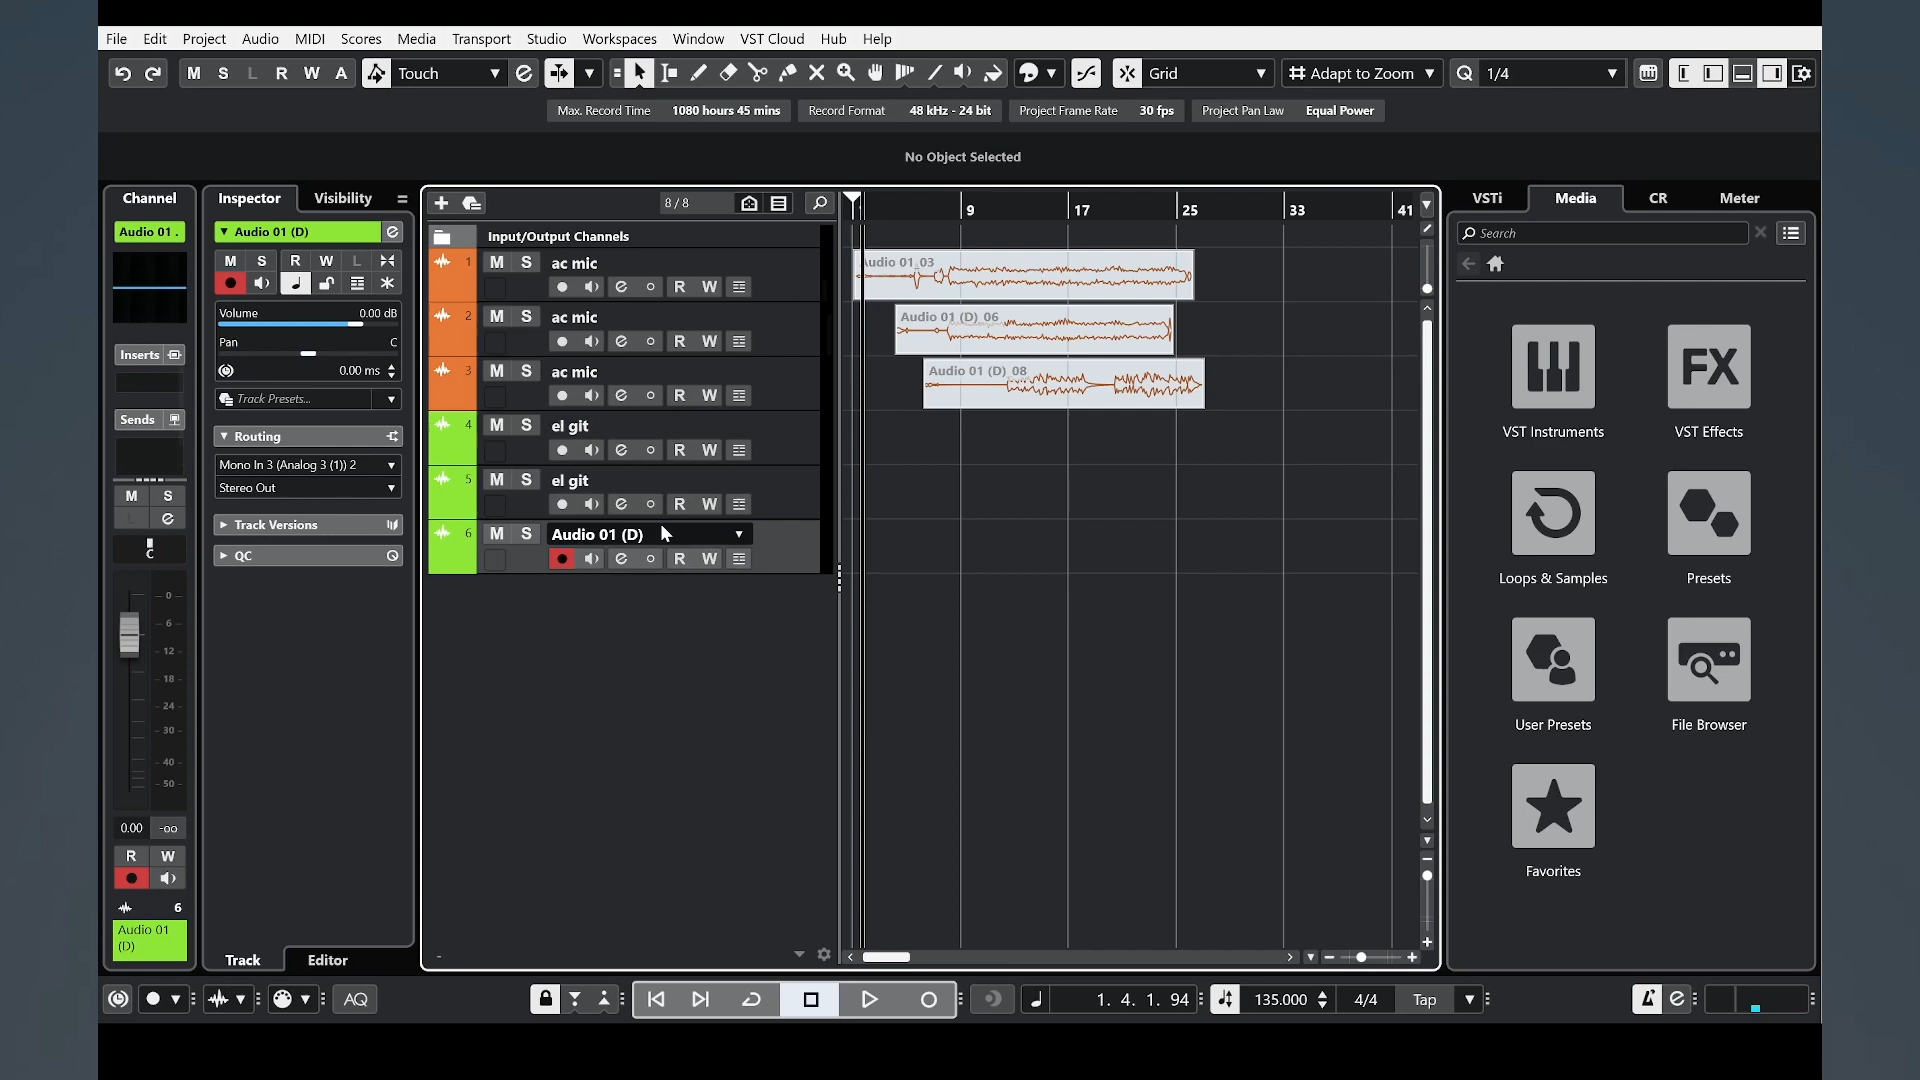 File Edit Project Audio MIDI Scores Media Transport Studio Workspaces Window VST Cloud Hub Help
M S L R W A Touch Grid Adapt to Zoom 1/4
Max. Record Time 1080 hours 45 mins Record Format 48 kHz - 24 bit Project Frame Rate 30 fps Project Pan Law Equal Power
No Object Selected
Channel
Audio 01 .
Inserts
Sends
M S
L e
C
0
6
12
18
24
30
40
50
0.00 -oo
R W
6
Audio 01
(D)
Inspector Visibility
Audio 01 (D)
M S R W L
Volume 0.00 dB
Pan C
0.00 ms
Track Presets...
Routing
Mono In 3 (Analog 3 (1)) 2
Stereo Out
Track Versions
QC
Track Editor
8 / 8
Input/Output Channels
1 M S ac mic
R W
2 M S ac mic
R W
3 M S ac mic
R W
4 M S el git
R W
5 M S el git
R W
6 M S Audio 01 (D)
R W
9 17 25 33 41
Audio 01_03
Audio 01 (D)_06
Audio 01 (D)_08
VSTi Media CR Meter
Search
VST Instruments
FX
VST Effects
Loops & Samples
Presets
User Presets
File Browser
Favorites
AQ 1. 4. 1. 94 135.000 4/4 Tap